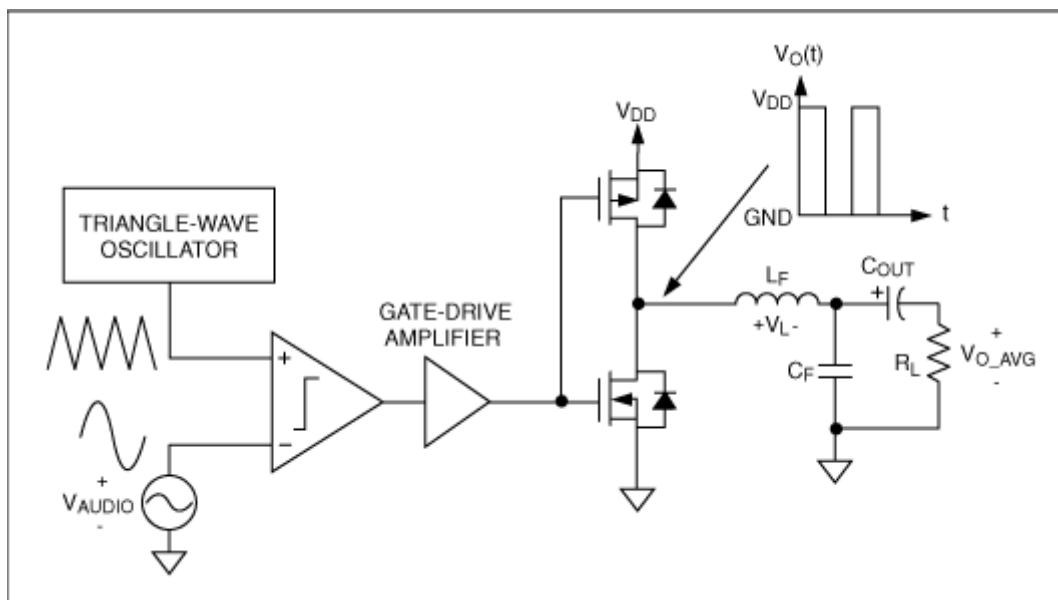 VO(t)
VDD
GND
t
VDD
TRIANGLE-WAVE
OSCILLATOR
GATE-DRIVE
AMPLIFIER
LF
+VL-
COUT
+
CF
RL
+
VO_AVG
-
+
-
+
VAUDIO
-